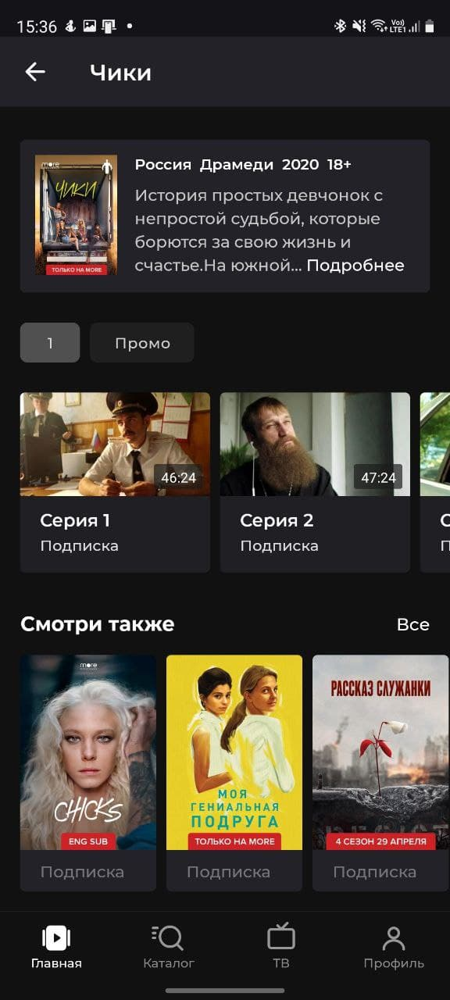 15:36
Vo))
LTE1
Чики
more
ЧИКИ
ТОЛЬКО НА MORE
Россия Драмеди 2020 18+
История простых девчонок с
непростой судьбой, которые
борются за свою жизнь и
счастье.На южной... Подробнее
1
Промо
46:24
47:24
Серия 1
Серия 2
С
Подписка
Подписка
П
Смотри также
Все
more
CHICKS
ENG SUB
МОЯ
ГЕНИАЛЬНАЯ
ПОДРУГА
ТОЛЬКО НА MORE
РАССКАЗ СЛУЖАНКИ
4 СЕЗОН 29 АПРЕЛЯ
Подписка
Подписка
Подписка
Главная
Каталог
ТВ
Профиль